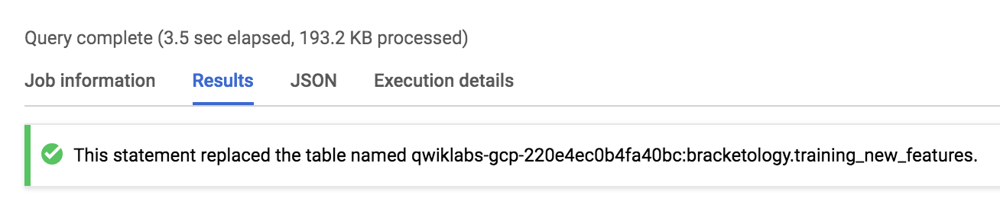 Query complete (3.5 sec elapsed, 193.2 KB processed)
Job information Results JSON Execution details
This statement replaced the table named qwiklabs-gcp-220e4ec0b4fa40bc:bracketology.training_new_features.